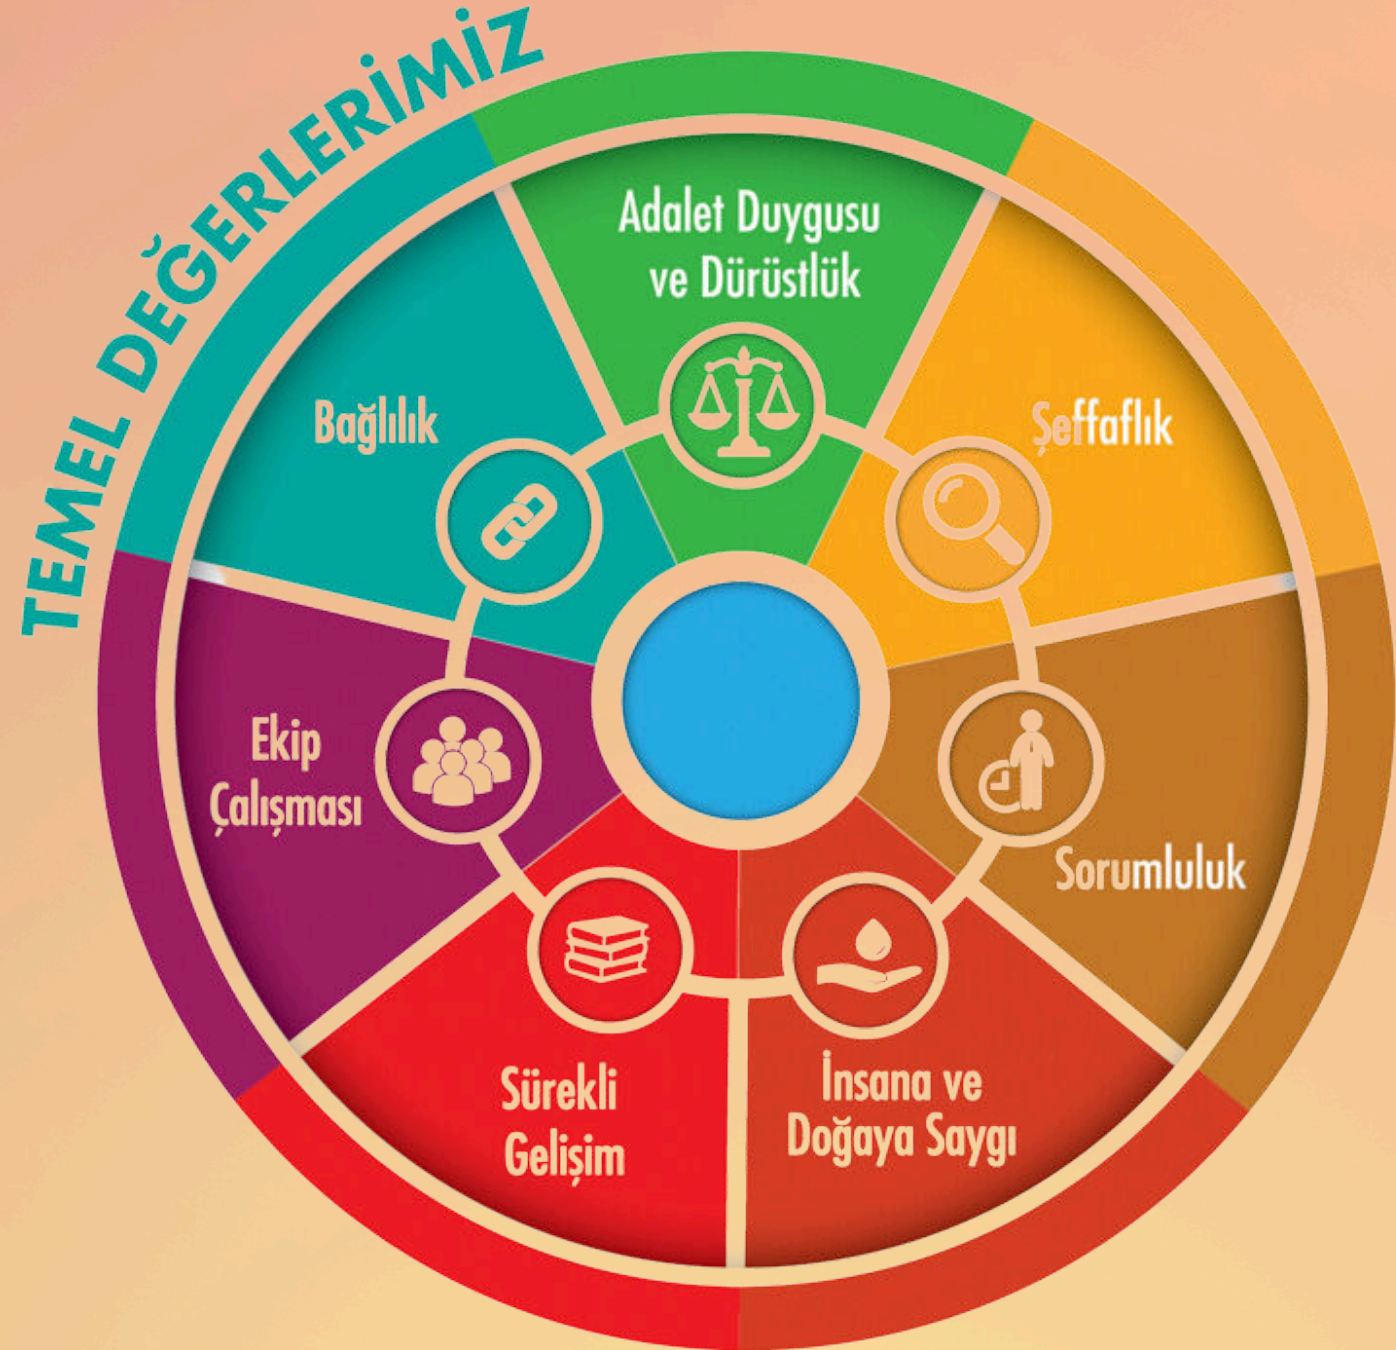 TEMEL DEĞERLERİMİZ
Adalet Duygusu
ve Dürüstlük
Şeffaflık
Sorumluluk
İnsana ve
Doğaya Saygı
Sürekli
Gelişim
Ekip
Çalışması
Bağlılık